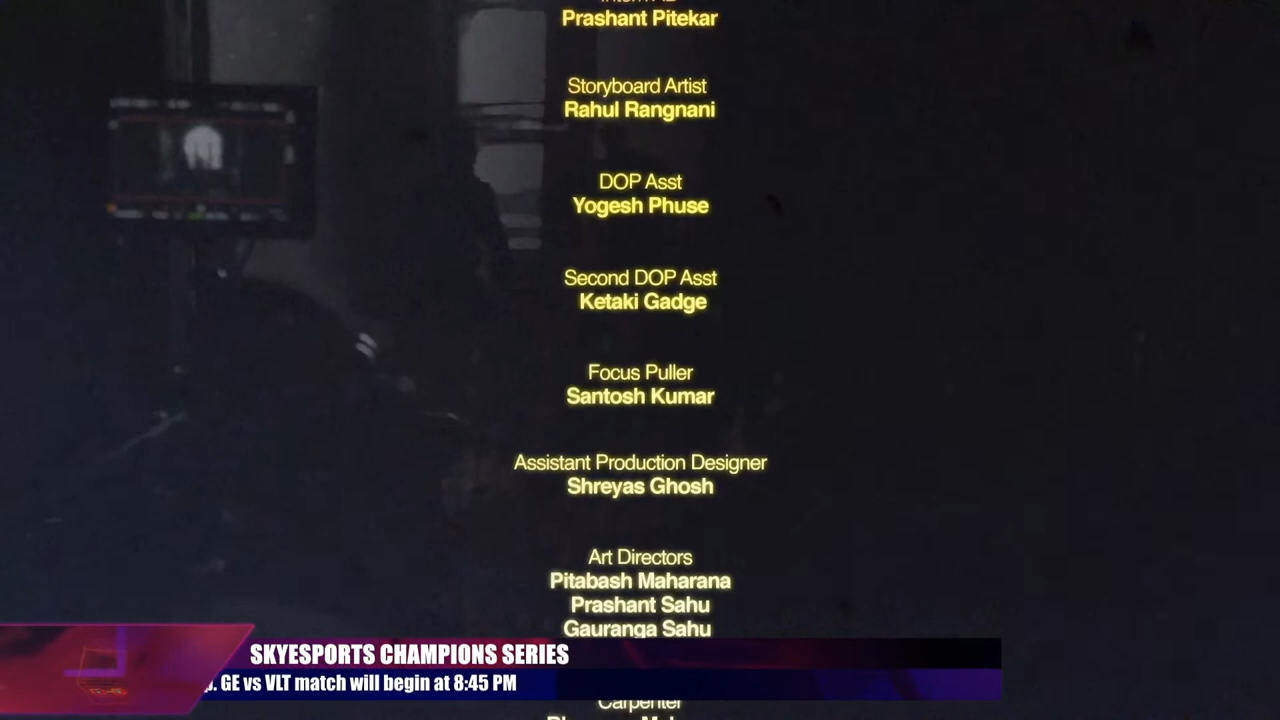 Prashant Pitekar
Storyboard Artist
Rahul Rangnani
DOP Asst
Yogesh Phuse
Second DOP Asst
Ketaki Gadge
Focus Puller
Santosh Kumar
Assistant Production Designer
Shreyas Ghosh
Art Directors
Pitabash Maharana
Prashant Sahu
Gauranga Sahu
SKYESPORTS CHAMPIONS SERIES
GE vs VLT match will begin at 8:45 PM
Carpenter